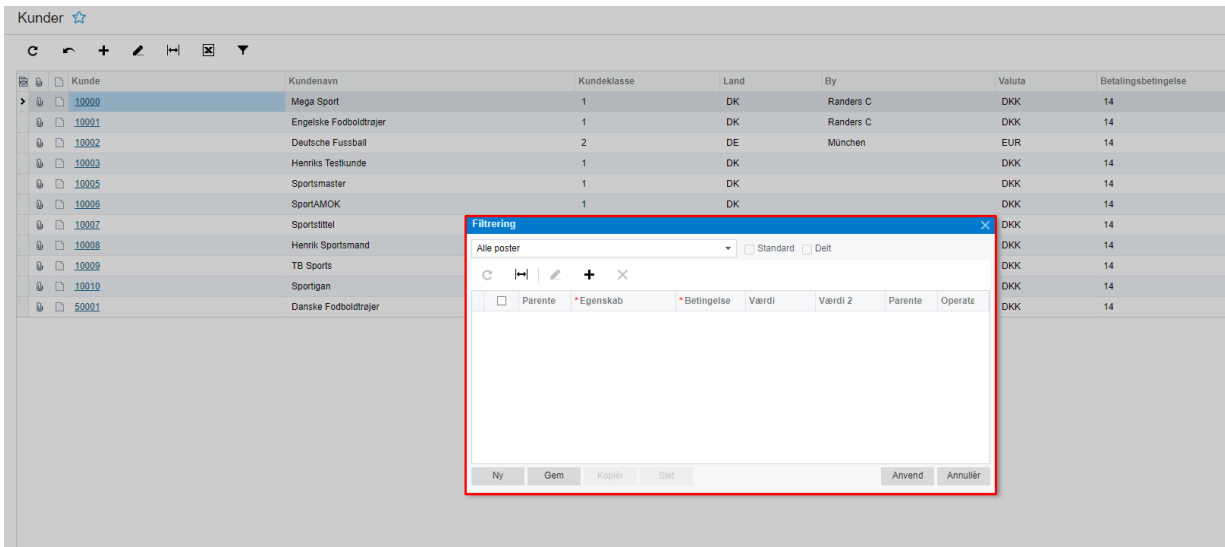 Kunder
Kunde Kundenavn Kundeklasse Land By Valuta Betalingsbetingelse
10000 Mega Sport 1 DK Randers C DKK 14
10001 Engelske Fodboldtrøjer 1 DK Randers C DKK 14
10002 Deutsche Fussball 2 DE München EUR 14
10003 Henriks Testkunde 1 DK DKK 14
10005 Sportsmaster 1 DK DKK 14
10006 SportAMOK 1 DK DKK 14
10007 Sportstittel DKK 14
10008 Henrik Sportsmand DKK 14
10009 TB Sports DKK 14
10010 Sportigan DKK 14
50001 Danske Fodboldtrøjer DKK 14
Filtrering
Alle poster Standard Delt
Parente *Egenskab *Betingelse Værdi Værdi 2 Parente Operate
Ny Gem Kopiér Slet Anvend Annullér